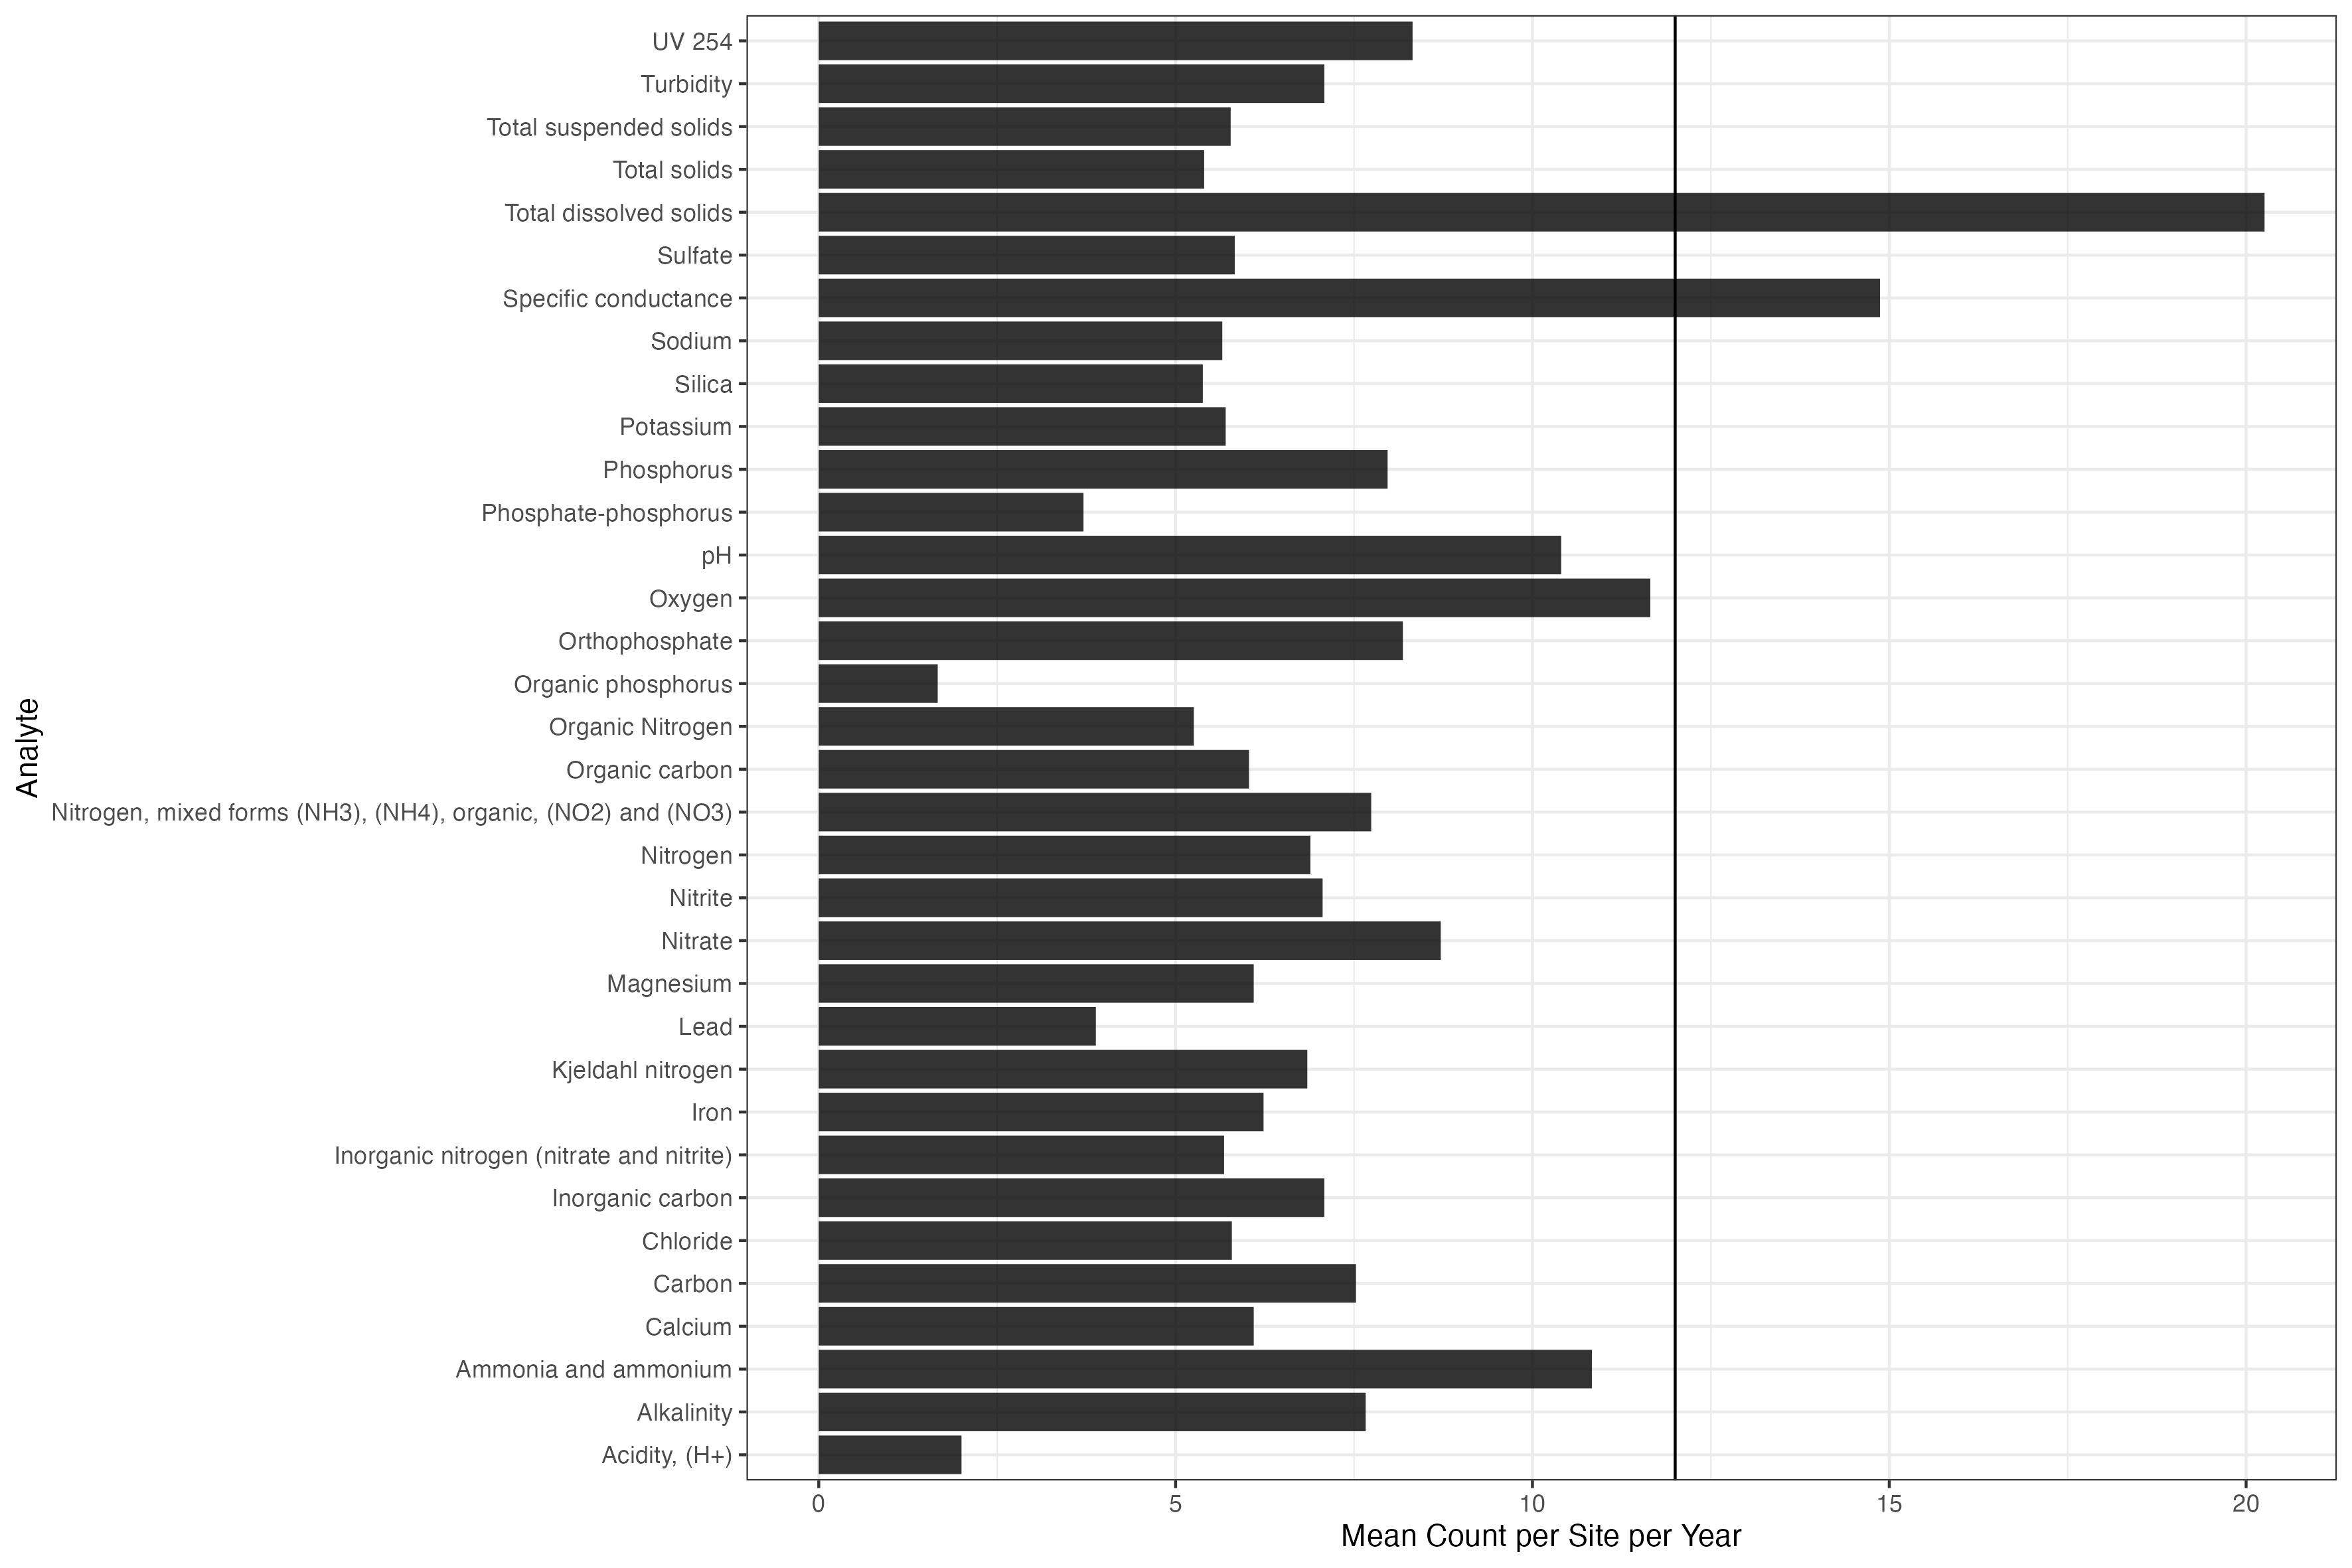 UV 254
Turbidity
Total suspended solids
Total solids
Total dissolved solids
Sulfate
Specific conductance
Sodium
Silica
Potassium
Phosphorus
Phosphate-phosphorus
pH
Oxygen
Orthophosphate
Organic phosphorus
Organic Nitrogen
Organic carbon
Nitrogen, mixed forms (NH3), (NH4), organic, (NO2) and (NO3)
Nitrogen
Nitrite
Nitrate
Magnesium
Lead
Kjeldahl nitrogen
Iron
Inorganic nitrogen (nitrate and nitrite)
Inorganic carbon
Chloride
Carbon
Calcium
Ammonia and ammonium
Alkalinity
Acidity, (H+)
Analyte
0 5 10 15 20
Mean Count per Site per Year